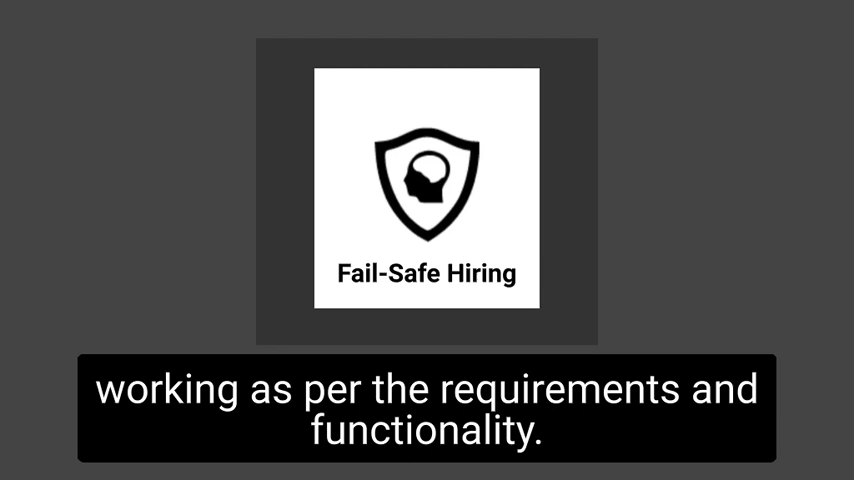 Fail-Safe Hiring
working as per the requirements and
functionality.